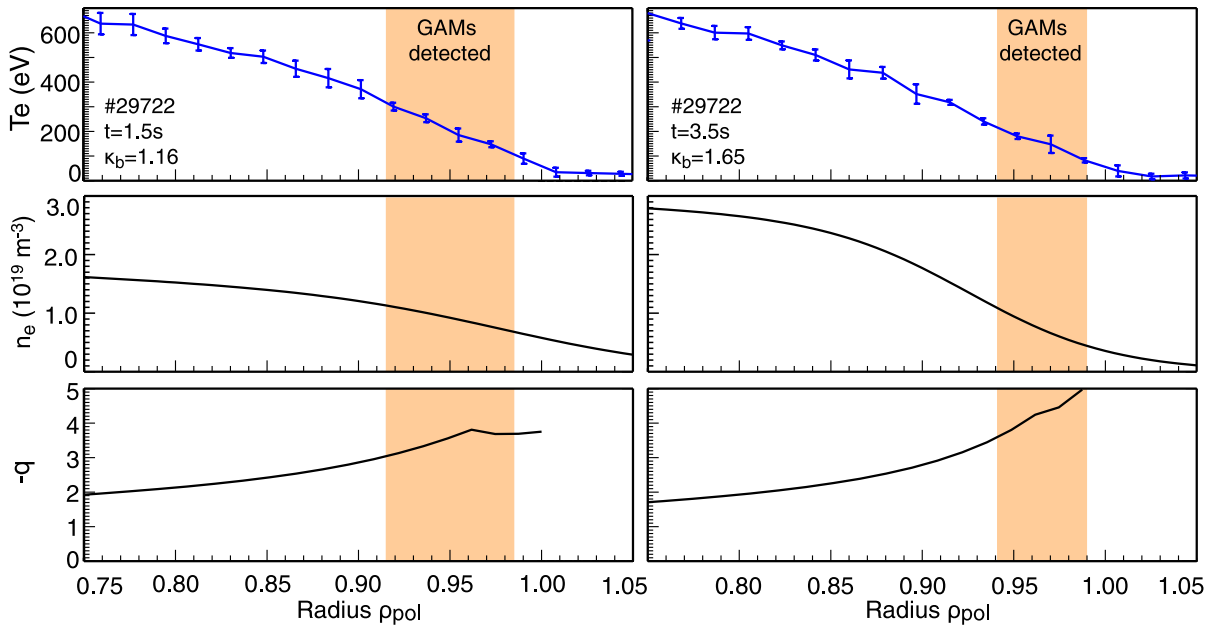 Te (eV)
600
400
200
0
GAMs
detected
#29722
t=1.5s
κb=1.16
GAMs
detected
#29722
t=3.5s
κb=1.65
ne (10^19 m^-3)
3.0
2.0
1.0
0
-q
5
4
3
2
1
0
0.75 0.80 0.85 0.90 0.95 1.00 1.05
0.80 0.85 0.90 0.95 1.00 1.05
Radius ρpol
Radius ρpol